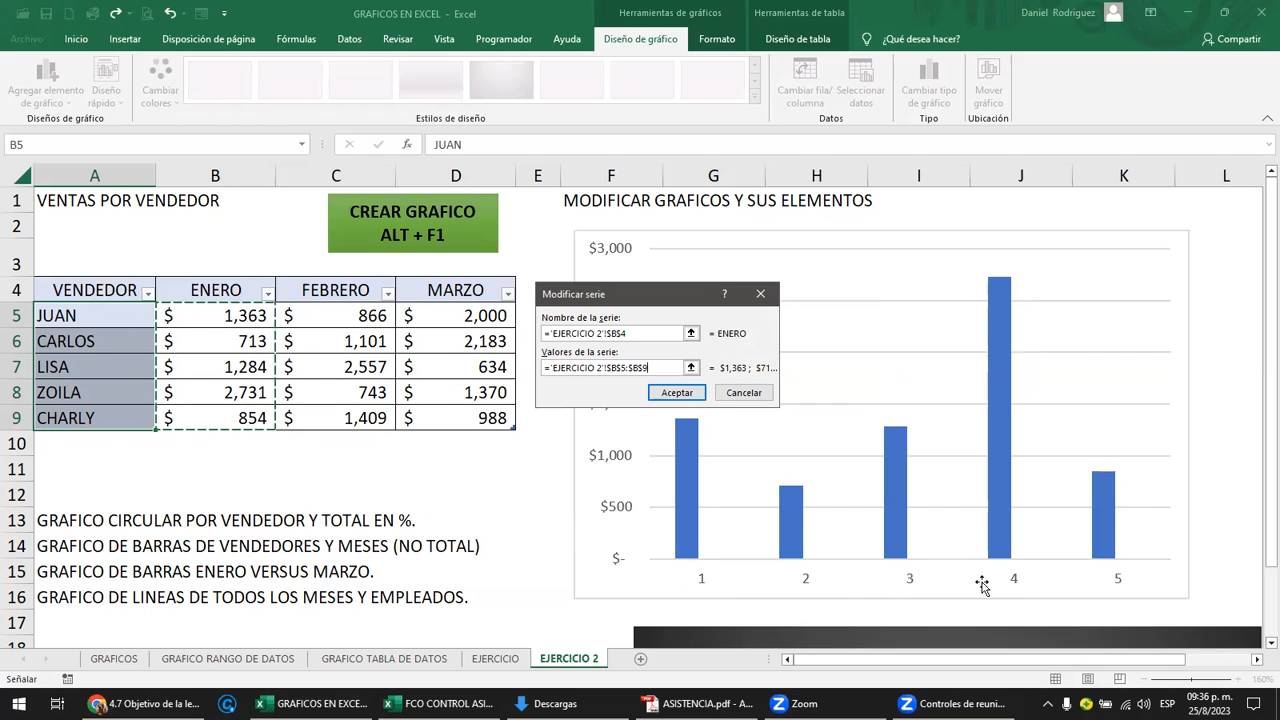 GRAFICOS EN EXCEL - Excel
Herramientas de gráficos
Herramientas de tabla
Daniel Rodriguez
Archivo
Inicio
Insertar
Disposición de página
Fórmulas
Datos
Revisar
Vista
Programador
Ayuda
Diseño de gráfico
Formato
Diseño de tabla
¿Qué desea hacer?
Compartir
Agregar elemento
de gráfico
Diseño
rápido
Cambiar
colores
Cambiar fila/
columna
Seleccionar
datos
Cambiar tipo
de gráfico
Mover
gráfico
Diseños de gráfico
Estilos de diseño
Datos
Tipo
Ubicación
B5
fx
JUAN
A B C D E F G H I J K L
1 VENTAS POR VENDEDOR
MODIFICAR GRAFICOS Y SUS ELEMENTOS
2
3
CREAR GRAFICO
ALT + F1
4 VENDEDOR ENERO FEBRERO MARZO
5 JUAN $ 1,363 $ 866 $ 2,000
6 CARLOS $ 713 $ 1,101 $ 2,183
7 LISA $ 1,284 $ 2,557 $ 634
8 ZOILA $ 2,731 $ 743 $ 1,370
9 CHARLY $ 854 $ 1,409 $ 988
10
11
12
13 GRAFICO CIRCULAR POR VENDEDOR Y TOTAL EN %.
14 GRAFICO DE BARRAS DE VENDEDORES Y MESES (NO TOTAL)
15 GRAFICO DE BARRAS ENERO VERSUS MARZO.
16 GRAFICO DE LINEAS DE TODOS LOS MESES Y EMPLEADOS.
17
18
$3,000
$1,000
$500
$-
1 2 3 4 5
Modificar serie
?
Nombre de la serie:
='EJERCICIO 2'!$B$4
= ENERO
Valores de la serie:
='EJERCICIO 2'!$B$5:$B$9
= $1,363 ; $71...
Aceptar
Cancelar
GRAFICOS
GRAFICO RANGO DE DATOS
GRAFICO TABLA DE DATOS
EJERCICIO
EJERCICIO 2
Señalar
160%
4.7 Objetivo de la le...
GRAFICOS EN EXCE...
FCO CONTROL ASI...
Descargas
ASISTENCIA.pdf - A...
Zoom
Controles de reuni...
ESP
09:36 p. m.
25/8/2023